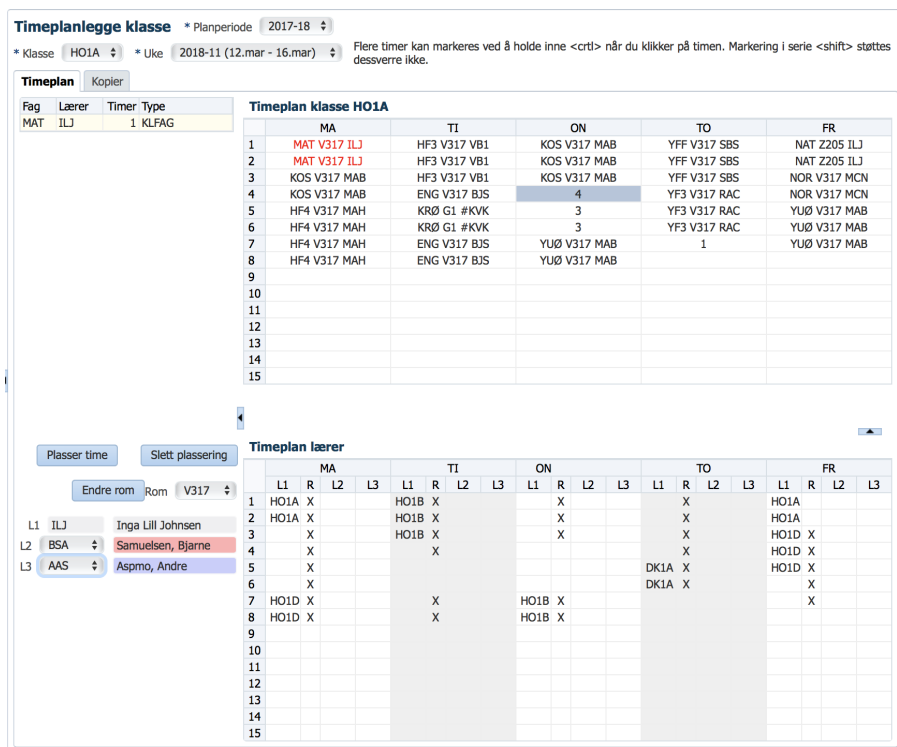 Timeplanlegge klasse * Planperiode 2017-18
* Klasse HO1A * Uke 2018-11 (12.mar - 16.mar) Flere timer kan markeres ved å holde inne <crtl> når du klikker på timen. Markering i serie <shift> støttes
dessverre ikke.
Timeplan Kopier
Fag Lærer Timer Type
MAT ILJ 1 KLFAG
Timeplan klasse HO1A
MA TI ON TO FR
1 MAT V317 ILJ HF3 V317 VB1 KOS V317 MAB YFF V317 SBS NAT Z205 ILJ
2 MAT V317 ILJ HF3 V317 VB1 KOS V317 MAB YFF V317 SBS NAT Z205 ILJ
3 KOS V317 MAB HF3 V317 VB1 KOS V317 MAB YFF V317 SBS NOR V317 MCN
4 KOS V317 MAB ENG V317 BJS 4 YF3 V317 RAC NOR V317 MCN
5 HF4 V317 MAH KRØ G1 #KVK 3 YF3 V317 RAC YUØ V317 MAB
6 HF4 V317 MAH KRØ G1 #KVK 3 YF3 V317 RAC YUØ V317 MAB
7 HF4 V317 MAH ENG V317 BJS YUØ V317 MAB 1 YUØ V317 MAB
8 HF4 V317 MAH ENG V317 BJS YUØ V317 MAB
9
10
11
12
13
14
15
Plasser time Slett plassering
Endre rom Rom V317
L1 ILJ Inga Lill Johnsen
L2 BSA Samuelsen, Bjarne
L3 AAS Aspmo, Andre
Timeplan lærer
MA TI ON TO FR
L1 R L2 L3 L1 R L2 L3 L1 R L2 L3 L1 R L2 L3 L1 R L2 L3
1 HO1A X HO1B X X X HO1A
2 HO1A X HO1B X X X HO1A
3 X HO1B X X X HO1D X
4 X X X HO1D X
5 X DK1A X HO1D X
6 X DK1A X X
7 HO1D X X HO1B X X
8 HO1D X X HO1B X
9
10
11
12
13
14
15